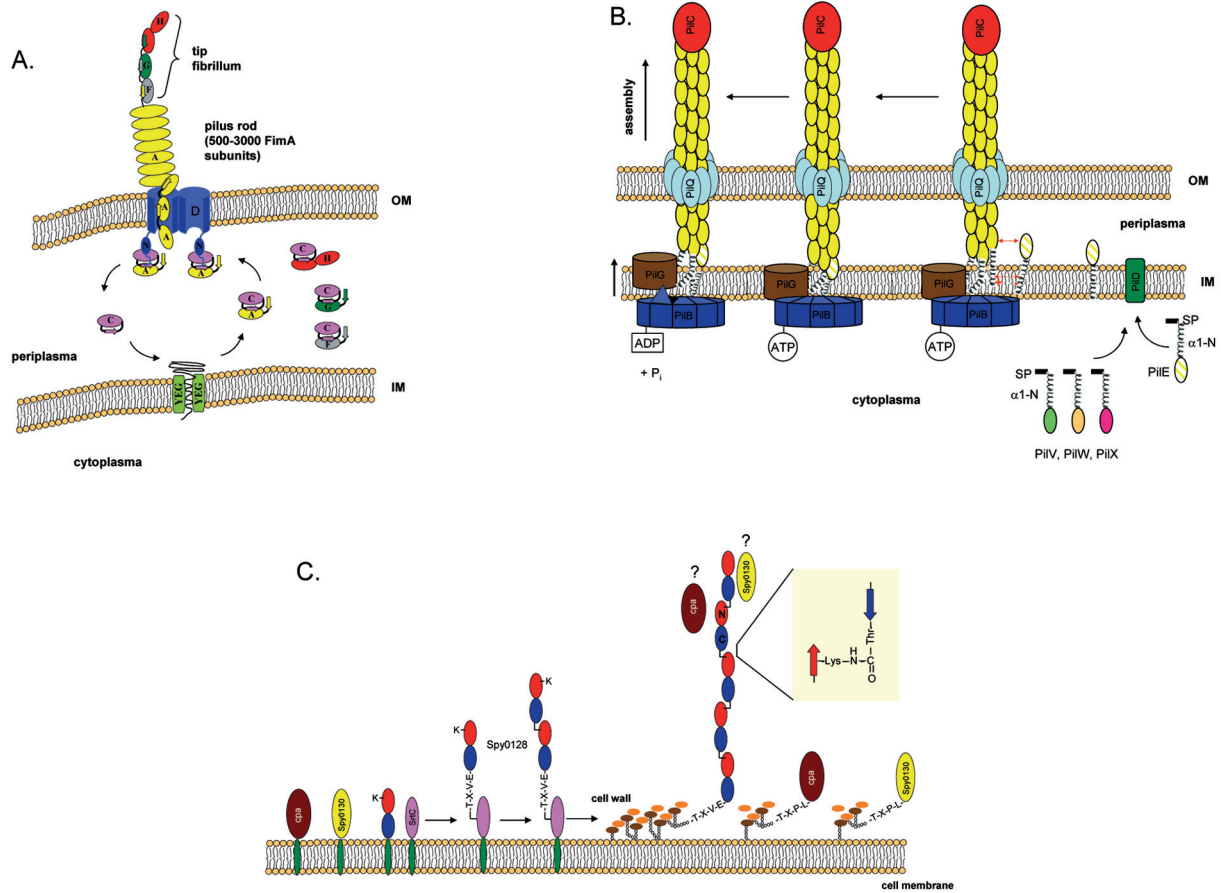 A.
H
G
F
tip
fibrillum
pilus rod
(500-3000 FimA
subunits)
A
A
D
OM
A
N
N
A
A
C
H
C
G
C
F
C
A
C
periplasma
YEG
YEG
IM
cytoplasma
B.
PilC
PilC
PilC
assembly
PilQ
PilQ
PilQ
OM
periplasma
PilG
PilG
PilG
PilD
IM
PilB
PilB
PilB
ADP
ATP
ATP
+ Pi
SP
α1-N
PilE
cytoplasma
SP
α1-N
PilV, PilW, PilX
C.
?
?
cpa
Spy0130
N
C
Thr
Lys
H
N
C
O
K
K
Spy0128
K
-T-X-V-E-
-T-X-V-E-
cpa
Spy0130
SrtC
cell wall
-T-X-V-E
cpa
-T-X-P-L-
Spy0130
-T-X-P-L-
cell membrane